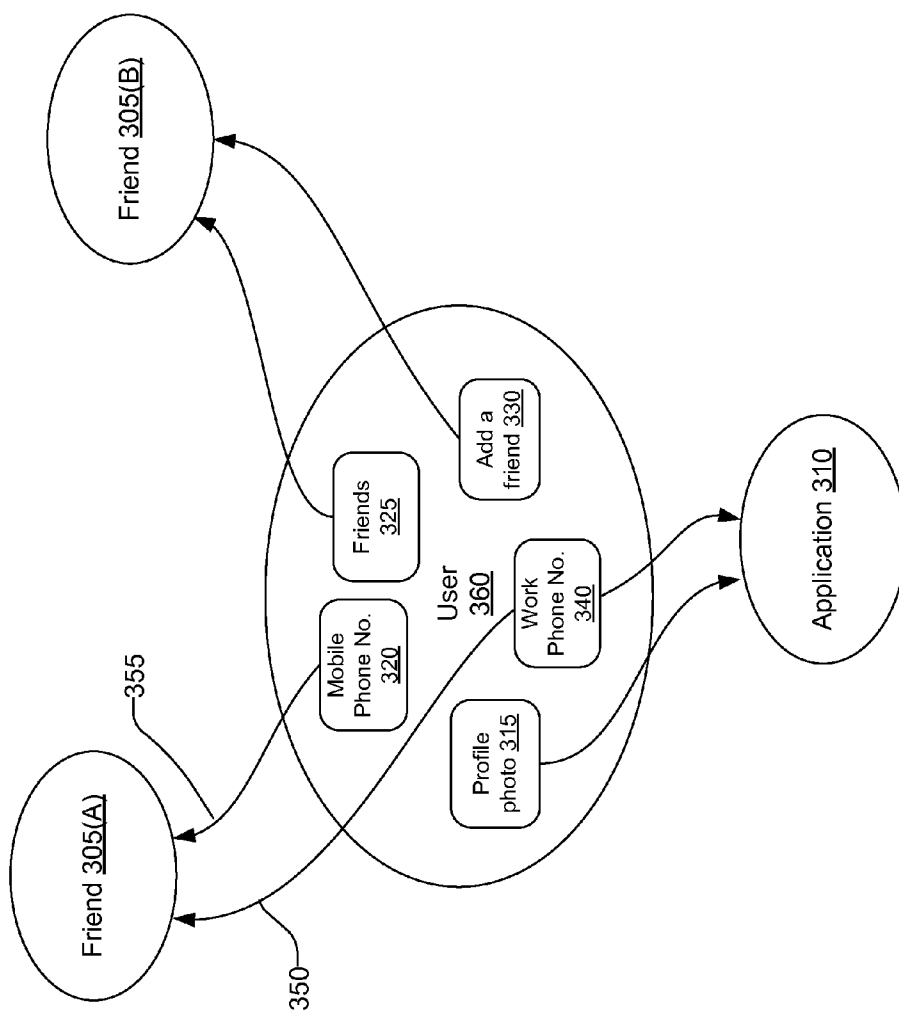 Friend 305(A)
355
Friend 305(B)
350
Mobile
Phone No.
320
Friends
325
User
360
Profile
photo 315
Add a
friend 330
Work
Phone No.
340
Application 310